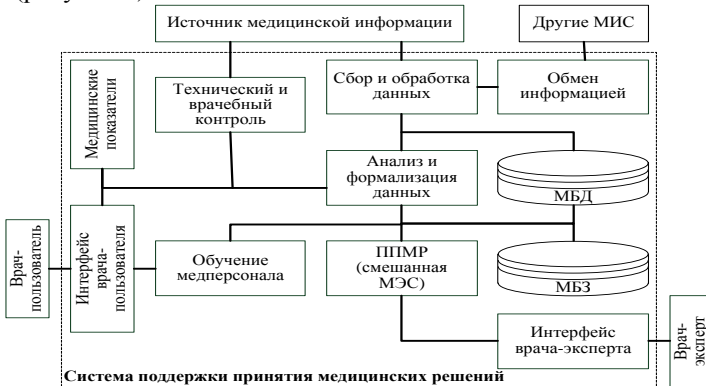 Источник медицинской информации
Другие МИС
Медицинские
показатели
Технический и
врачебный
контроль
Сбор и обработка
данных
Обмен
информацией
Анализ и
формализация
данных
МБД
Врач-
пользователь
Интерфейс
врача-
пользователя
Обучение
медперсонала
ППМР
(смешанная
МЭС)
МБЗ
Интерфейс
врача-эксперта
Врач-
эксперт
Система поддержки принятия медицинских решений